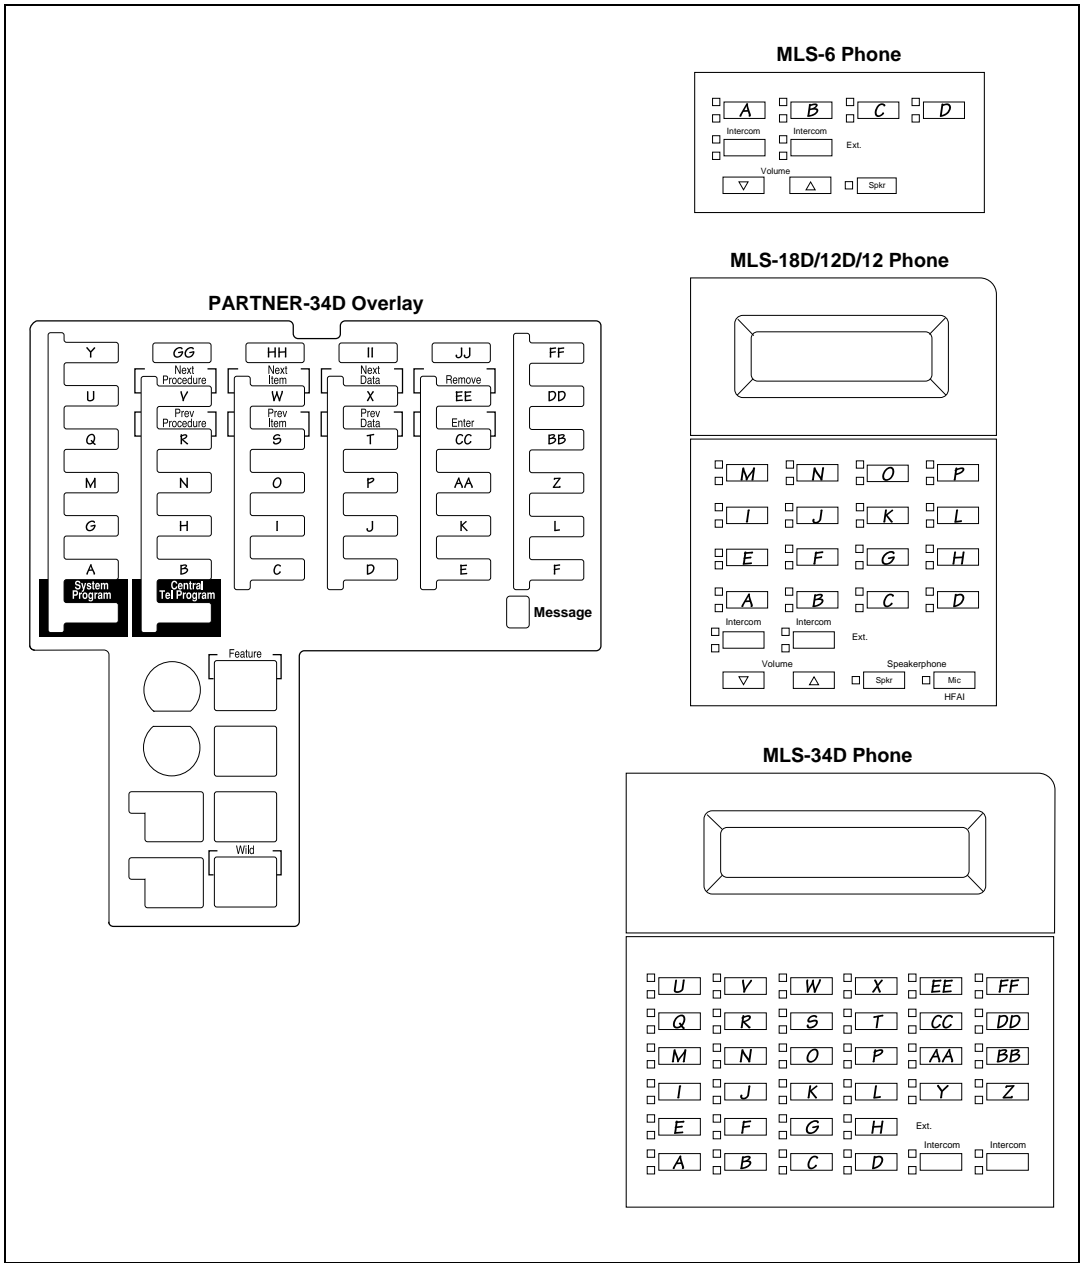 MLS-6 Phone
A B C D
Intercom Intercom Ext.
Volume
Spkr
MLS-18D/12D/12 Phone
M N O P
I J K L
E F G H
A B C D
Intercom Intercom Ext.
Volume Speakerphone
Spkr Mic
HFAI
PARTNER-34D Overlay
Y GG HH II JJ FF
Next Procedure Next Item Next Data Remove
U V W X EE DD
Prev Procedure Prev Item Prev Data Enter
Q R S T CC BB
M N O P AA Z
G H I J K L
A B C D E F
System Program Central Tel Program
Message
Feature
Wild
MLS-34D Phone
U V W X EE FF
Q R S T CC DD
M N O P AA BB
I J K L Y Z
E F G H Ext.
Intercom Intercom
A B C D